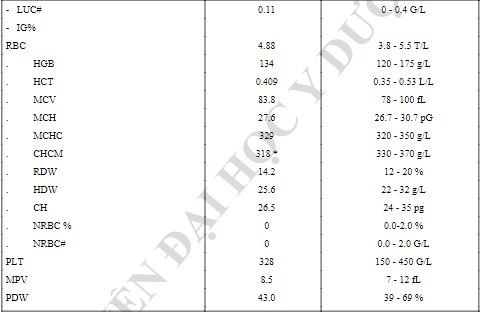 - LUC# 0.11 0 - 0.4 G/L
- IG%
RBC 4.88 3.8 - 5.5 T/L
. HGB 134 120 - 175 g/L
. HCT 0.409 0.35 - 0.53 L/L
. MCV 83.8 78 - 100 fL
. MCH 27.6 26.7 - 30.7 pG
. MCHC 329 320 - 350 g/L
. CHCM 318 * 330 - 370 g/L
. RDW 14.2 12 - 20 %
. HDW 25.6 22 - 32 g/L
. CH 26.5 24 - 35 pg
. NRBC % 0 0.0-2.0 %
. NRBC# 0 0.0 - 2.0 G/L
PLT 328 150 - 450 G/L
MPV 8.5 7 - 12 fL
PDW 43.0 39 - 69 %
ĐẠI HỌC Y